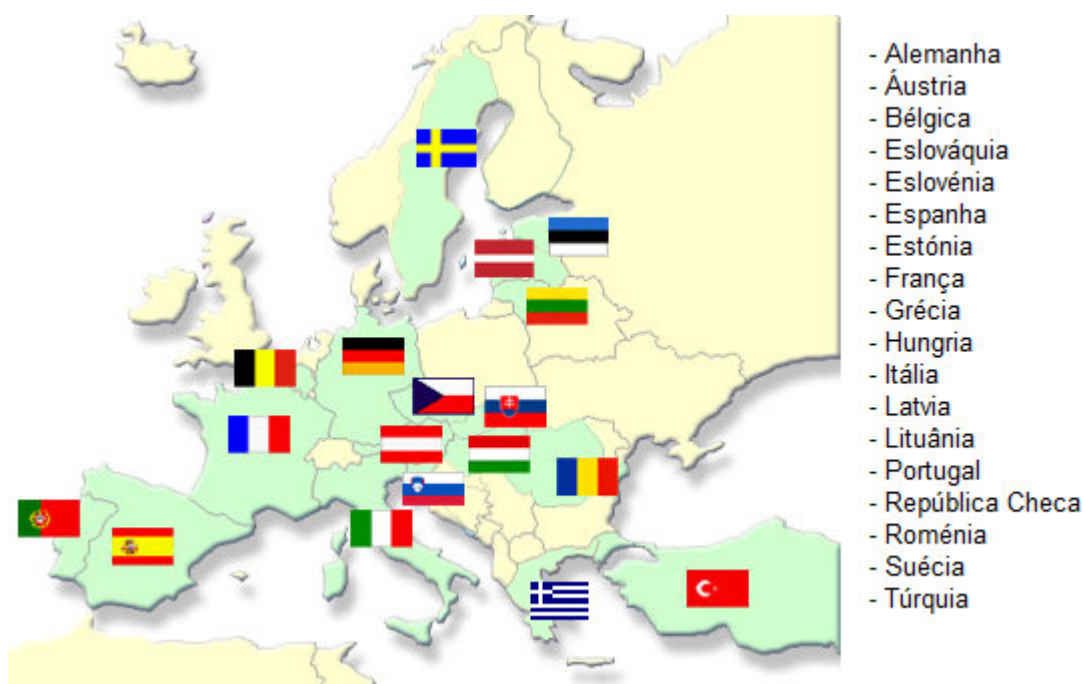 - Alemanha
- Áustria
- Bélgica
- Eslováquia
- Eslovénia
- Espanha
- Estónia
- França
- Grécia
- Hungria
- Itália
- Latvia
- Lituânia
- Portugal
- República Checa
- Roménia
- Suécia
- Túrquia